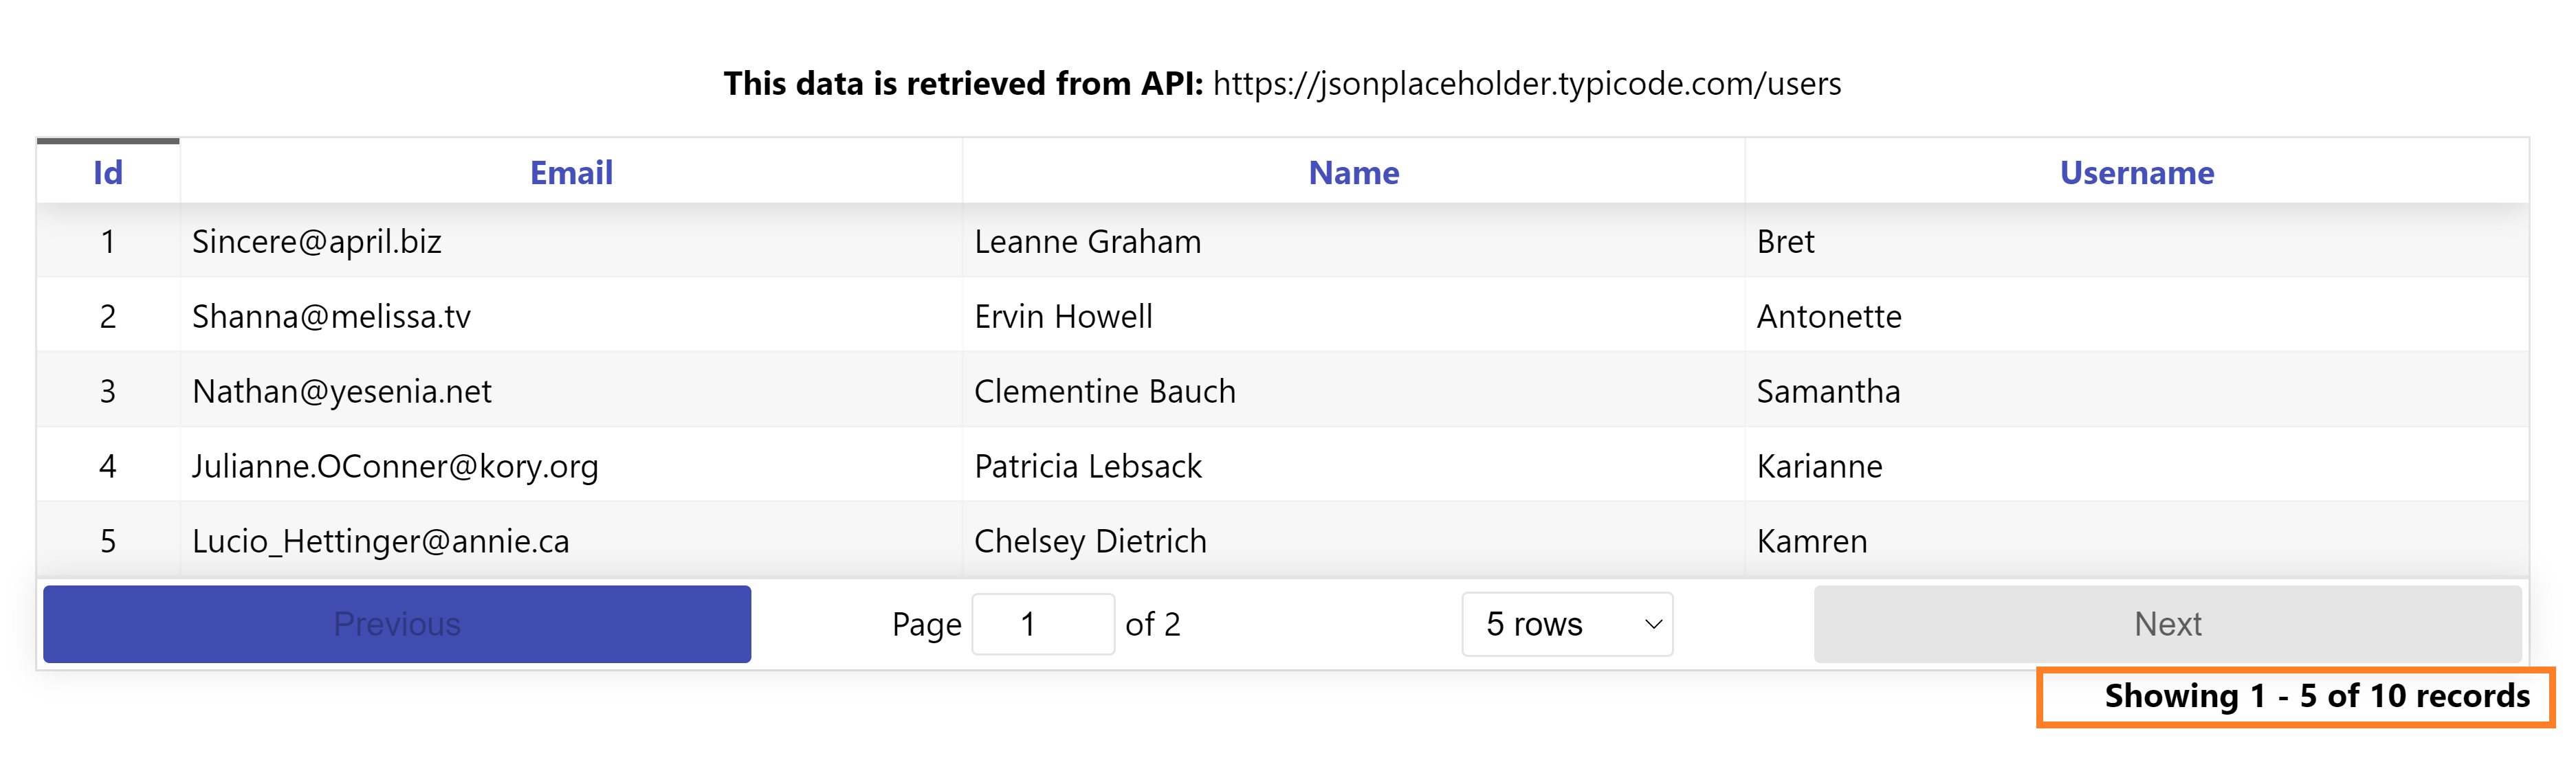 This data is retrieved from API: https://jsonplaceholder.typicode.com/users
Id Email Name Username
1 Sincere@april.biz Leanne Graham Bret
2 Shanna@melissa.tv Ervin Howell Antonette
3 Nathan@yesenia.net Clementine Bauch Samantha
4 Julianne.OConner@kory.org Patricia Lebsack Karianne
5 Lucio_Hettinger@annie.ca Chelsey Dietrich Kamren
Previous Page 1 of 2 5 rows Next
Showing 1 - 5 of 10 records